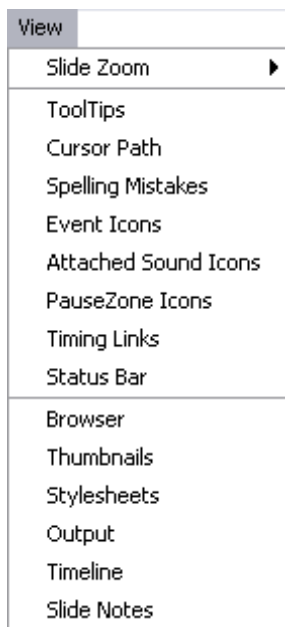 View
Slide Zoom
ToolTips
Cursor Path
Spelling Mistakes
Event Icons
Attached Sound Icons
PauseZone Icons
Timing Links
Status Bar
Browser
Thumbnails
Stylesheets
Output
Timeline
Slide Notes